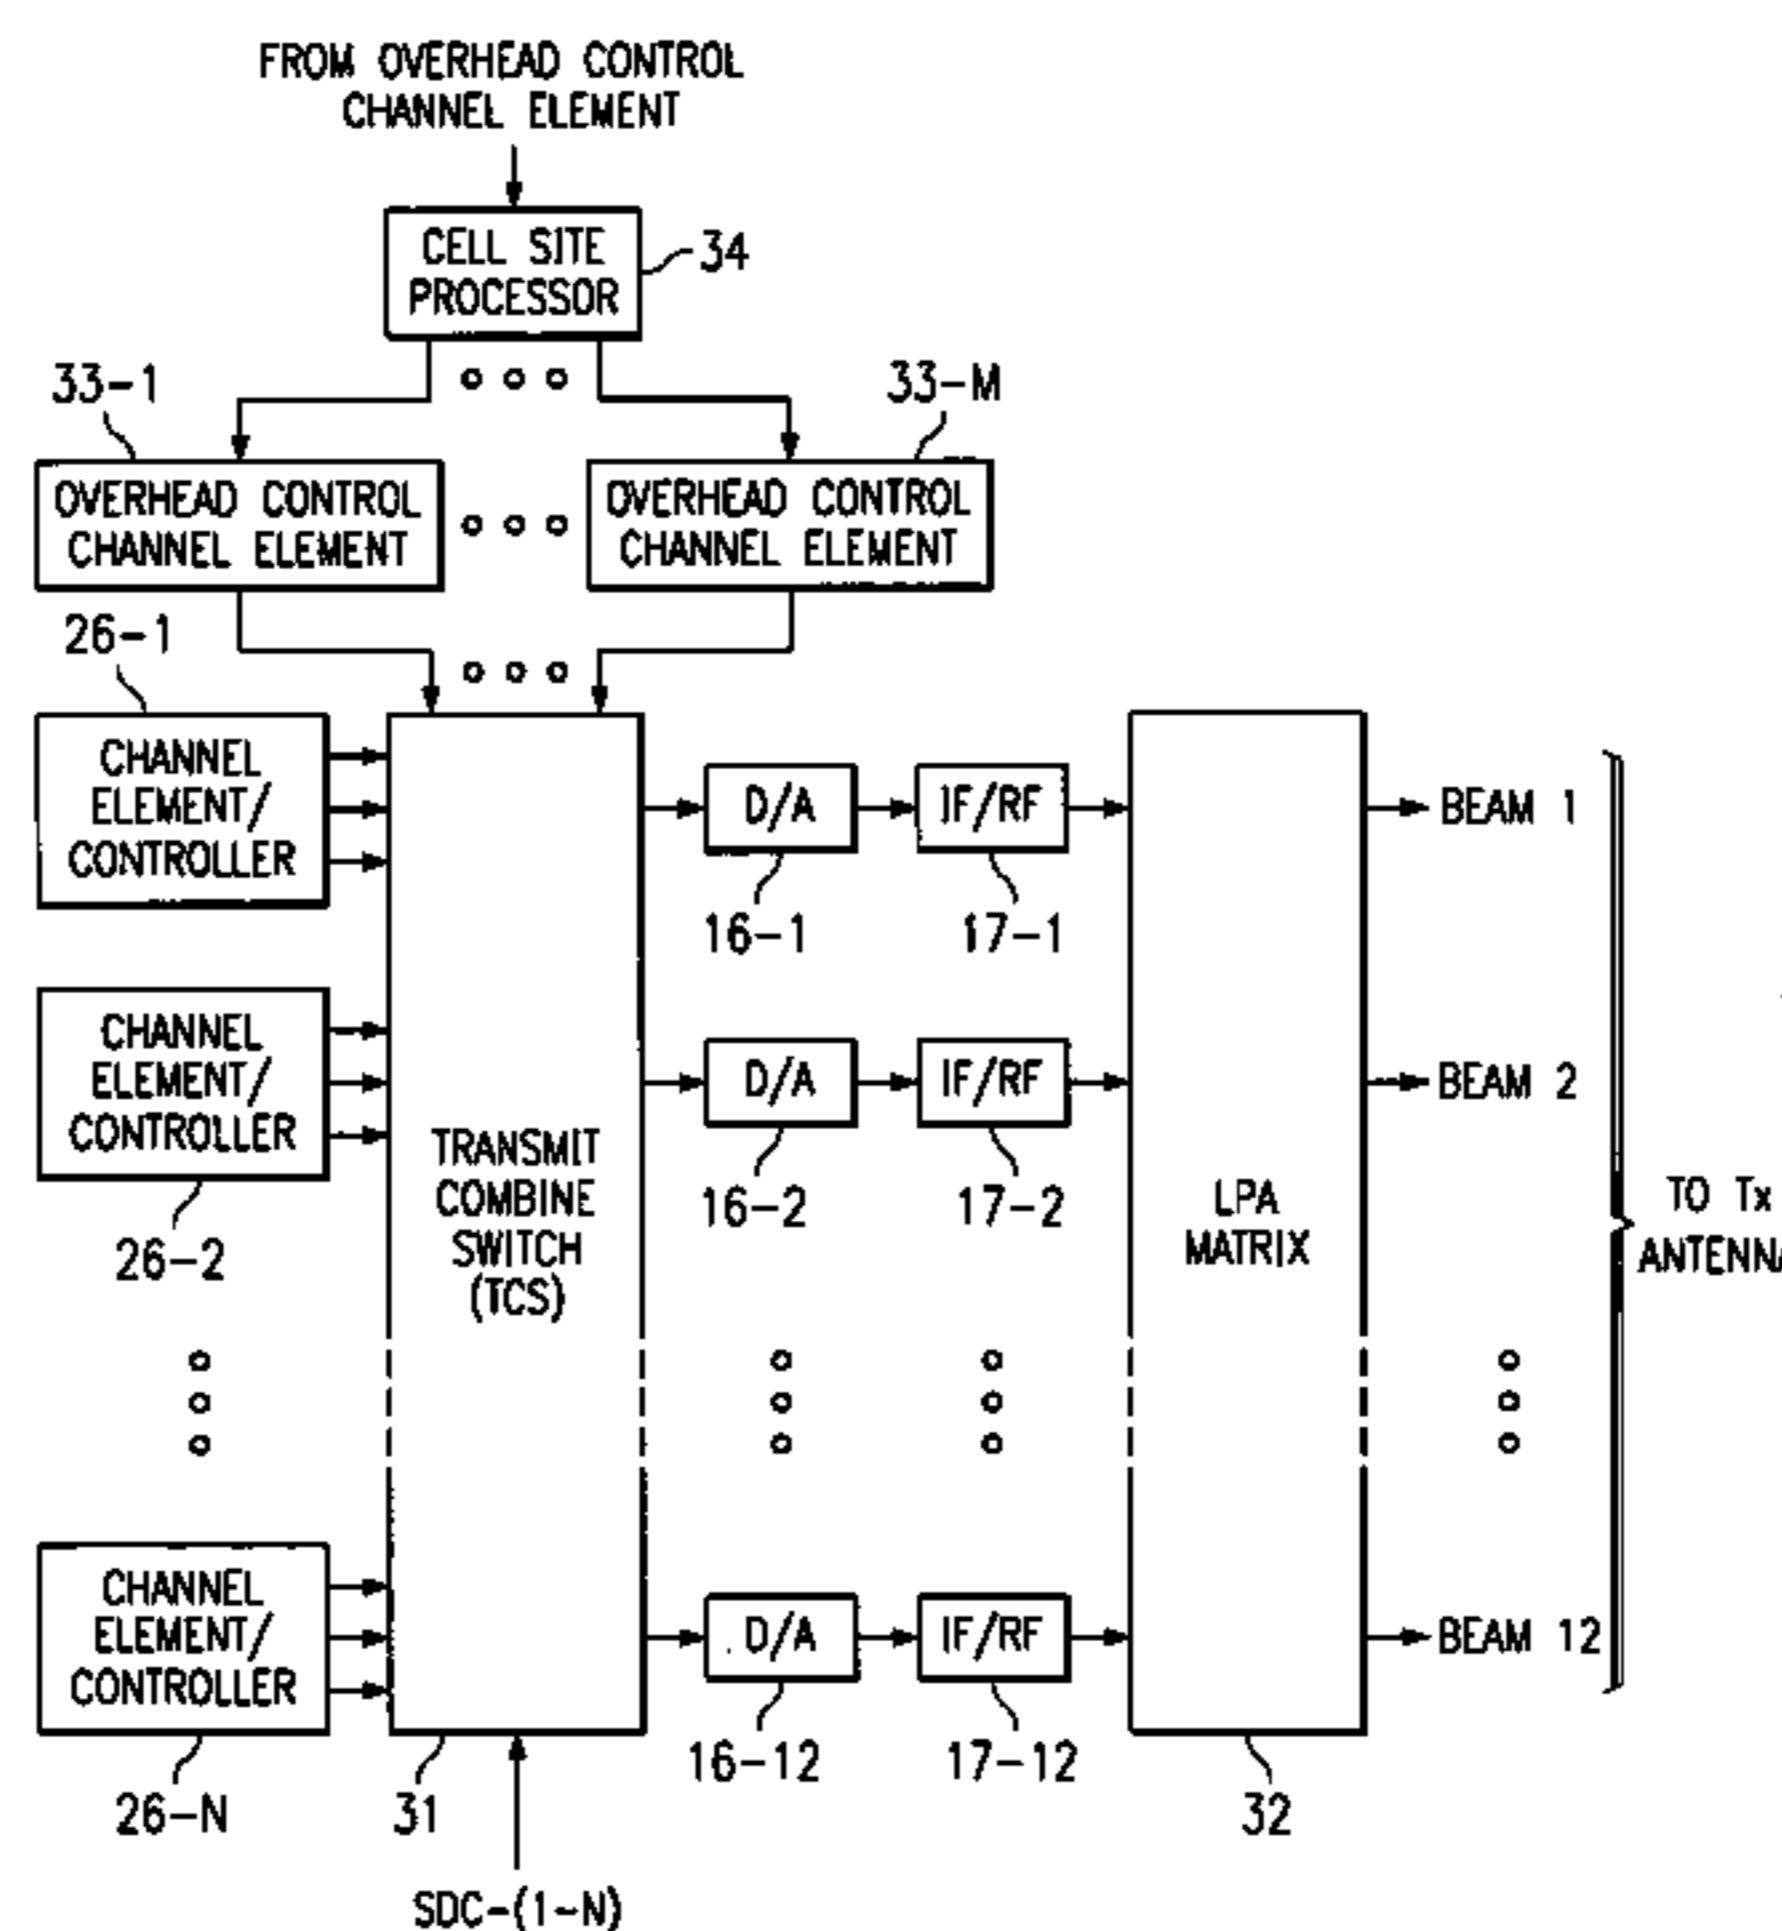 FROM OVERHEAD CONTROL
CHANNEL ELEMENT
CELL SITE
PROCESSOR
34
33-1
33-M
OVERHEAD CONTROL
CHANNEL ELEMENT
OVERHEAD CONTROL
CHANNEL ELEMENT
26-1
CHANNEL
ELEMENT/
CONTROLLER
D/A
IF/RF
BEAM 1
16-1
17-1
CHANNEL
ELEMENT/
CONTROLLER
26-2
TRANSMIT
COMBINE
SWITCH
(TCS)
D/A
IF/RF
BEAM 2
16-2
17-2
LPA
MATRIX
TO Tx
ANTENNA
CHANNEL
ELEMENT/
CONTROLLER
26-N
D/A
IF/RF
BEAM 12
16-12
17-12
31
32
SDC-(1-N)